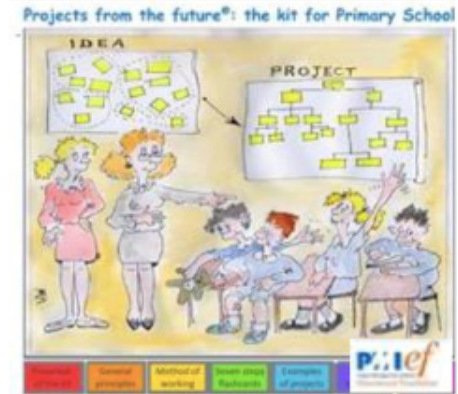 Projects from the future®: the kit for Primary School
IDEA
PROJECT
General
principles
Method of
working
Seven steps
flashcards
Examples
of projects
PMIef